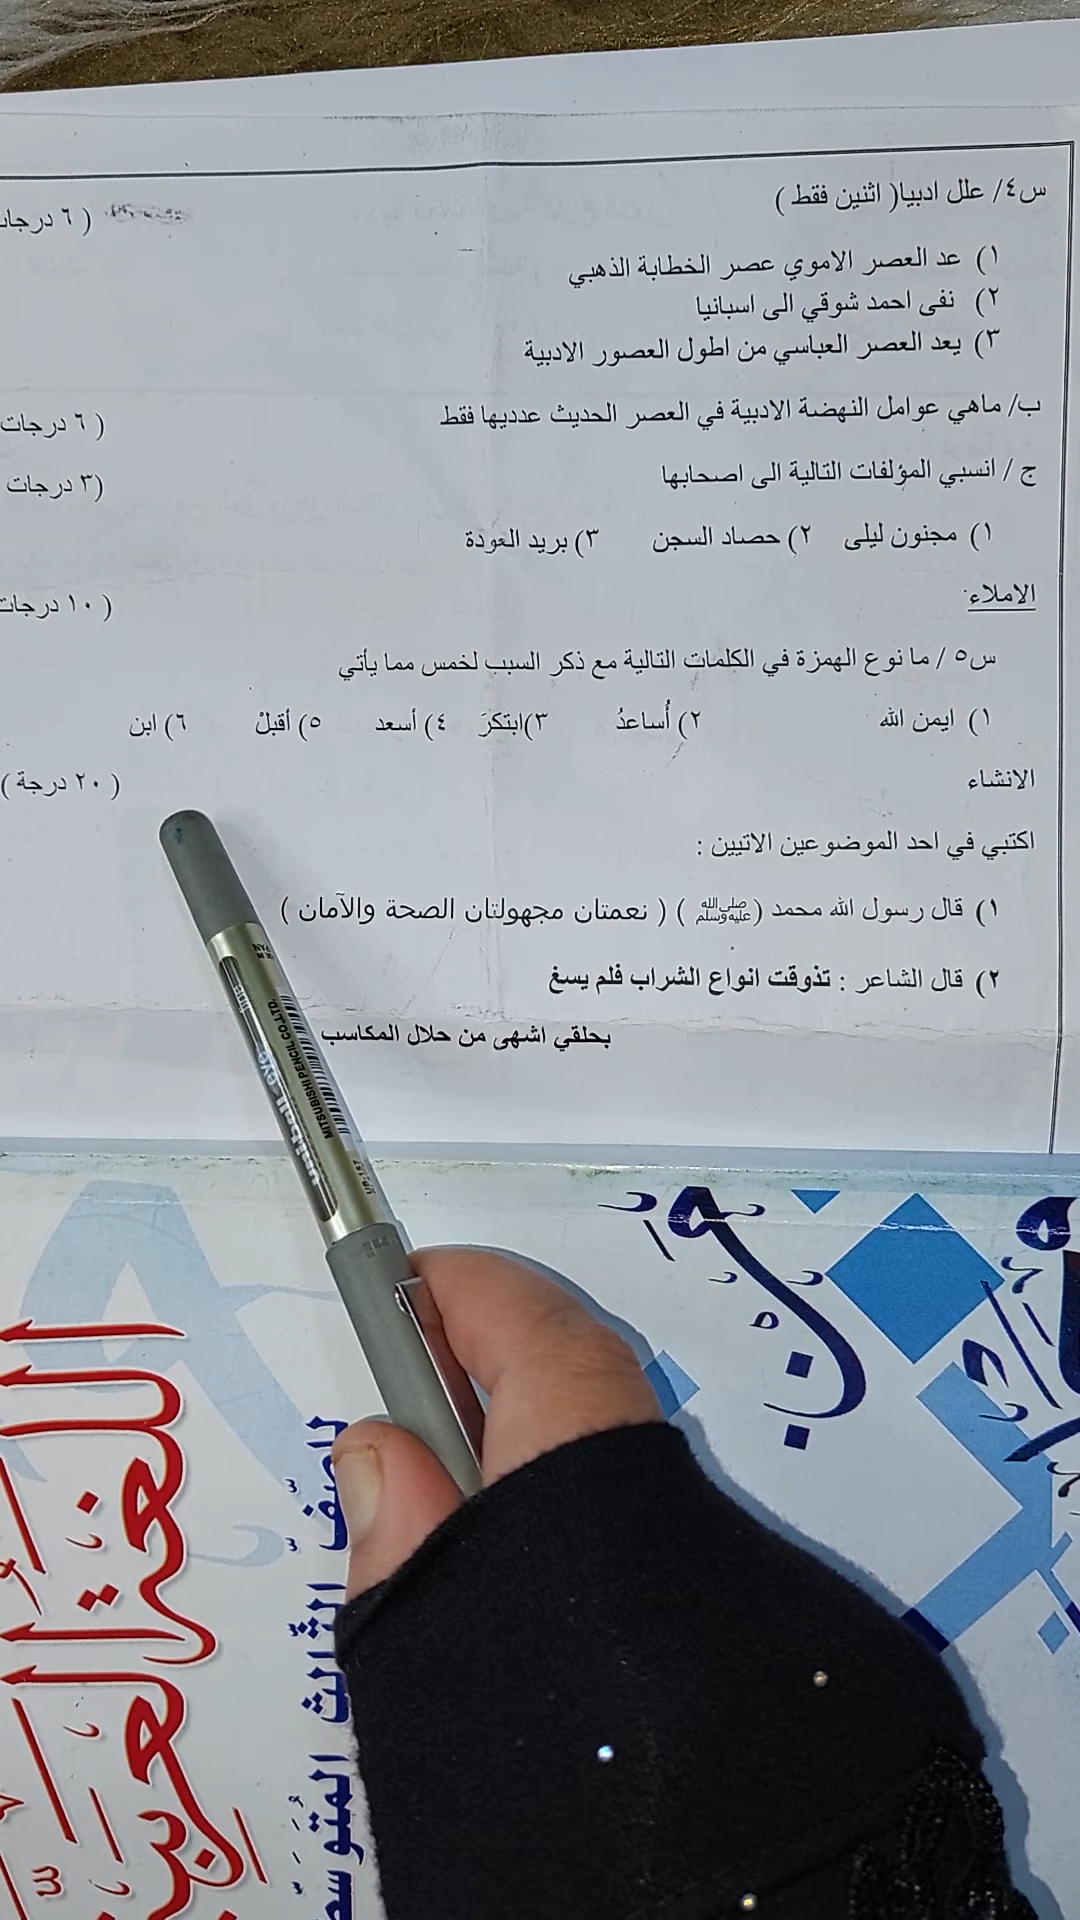 س٤/ علل ادبيا( اثنين فقط ) ( ٦ درجات
١) عد العصر الاموي عصر الخطابة الذهبي
٢) نفى احمد شوقي الى اسبانيا
٣) يعد العصر العباسي من اطول العصور الادبية
ب/ ماهي عوامل النهضة الادبية في العصر الحديث عدديها فقط ( ٦ درجات
ج / انسبي المؤلفات التالية الى اصحابها (٣ درجات
١) مجنون ليلى ٢) حصاد السجن ٣) بريد العودة
الاملاء ( ١٠ درجات
س٥ / ما نوع الهمزة في الكلمات التالية مع ذكر السبب لخمس مما يأتي
١) ايمن الله ٢) أُساعدُ ٣)ابتكرَ ٤) أسعد ٥) أقبلْ ٦) ابن
الانشاء ( ٢٠ درجة )
اكتبي في احد الموضوعين الاتيين :
١) قال رسول الله محمد (ﷺ ) ( نعمتان مجهولتان الصحة والآمان )
٢) قال الشاعر : تذوقت انواع الشراب فلم يسغ
بحلقي اشهى من حلال المكاسب
uni-ball eye
MITSUBISHI PENCIL CO.,LTD.
اللغة العربية
للصف الثالث المتوسط